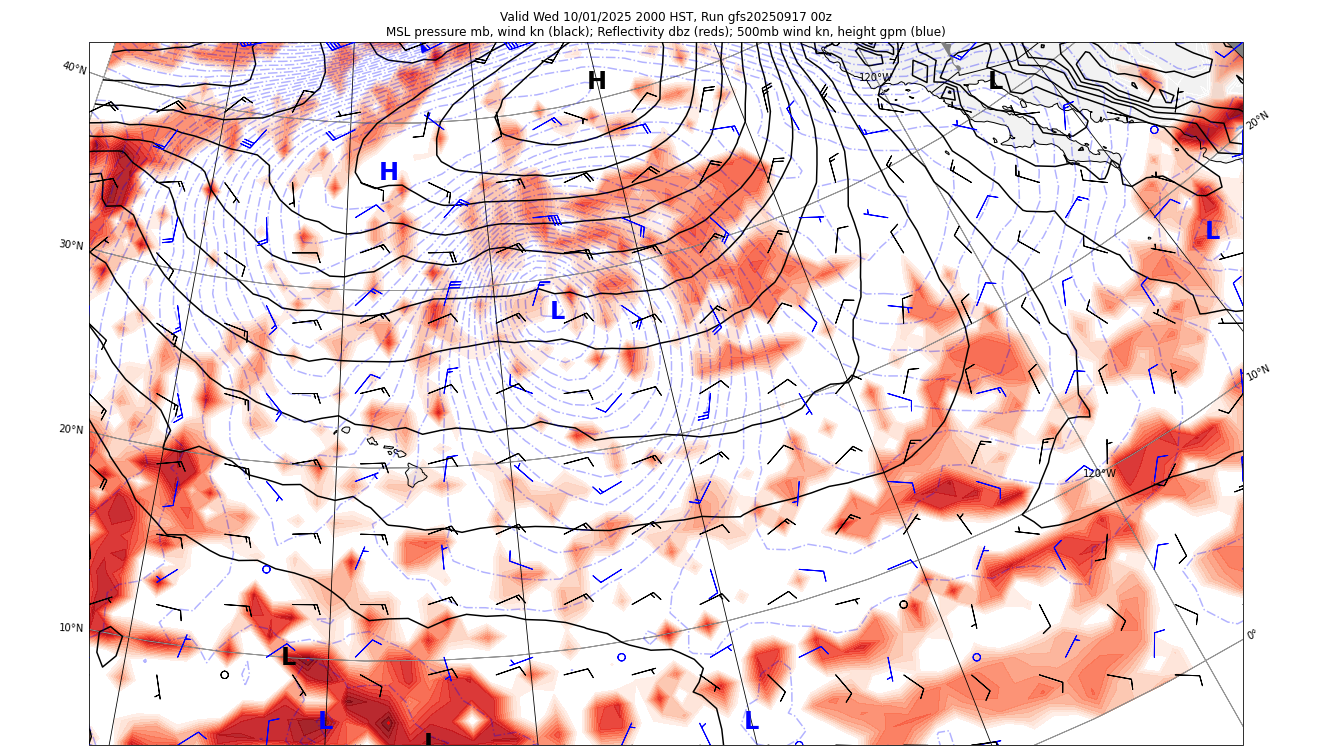 Valid Wed 10/01/2025 2000 HST, Run gfs20250917 00z
MSL pressure mb, wind kn (black); Reflectivity dbz (reds); 500mb wind kn, height gpm (blue)
40°N
H
120°W
L
20°N
H
30°N
L
L
10°N
20°N
120°W
10°N
0°
L
L
L
L